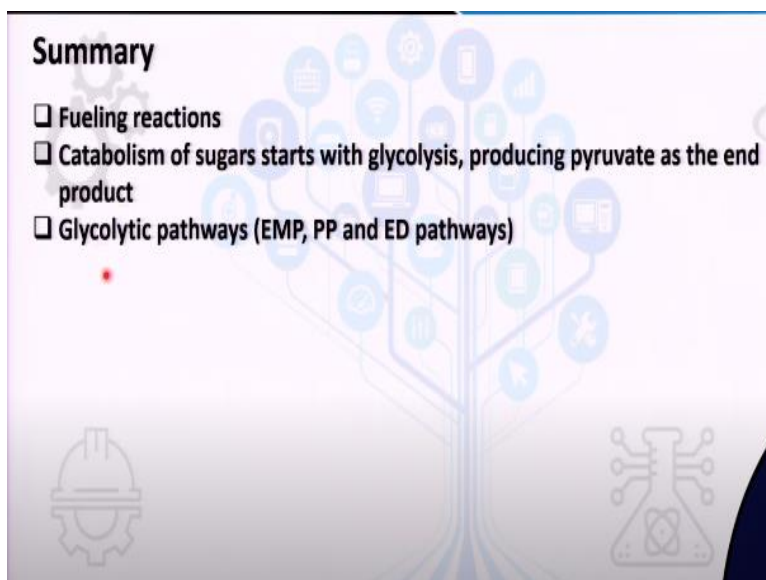 Summary
❑ Fueling reactions
❑ Catabolism of sugars starts with glycolysis, producing pyruvate as the end
product
❑ Glycolytic pathways (EMP, PP and ED pathways)